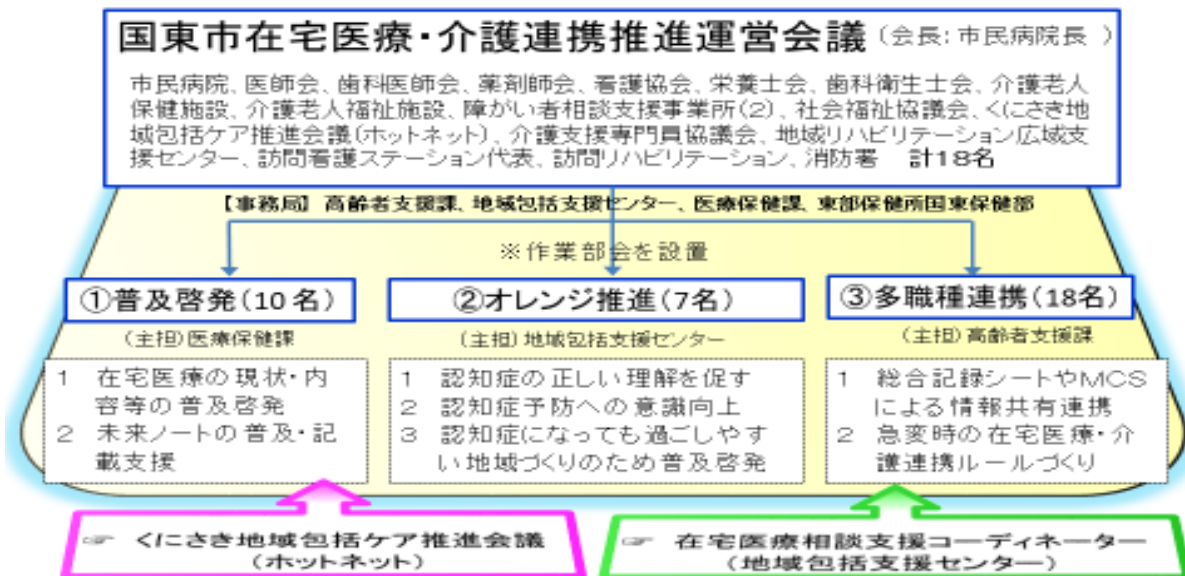 国東市在宅医療・介護連携推進運営会議(会長:市民病院長 )
市民病院、医師会、歯科医師会、薬剤師会、看護協会、栄養士会、歯科衛生士会、介護老人
保健施設、介護老人福祉施設、障がい者相談支援事業所(2)、社会福祉協議会、くにさき地
域包括ケア推進会議(ホットネット)、介護支援専門員協議会、地域リハビリテーション広域支
援センター、訪問看護ステーション代表、訪問リハビリテーション、消防署 計18名
【事務局】高齢者支援課、地域包括支援センター、医療保健課、東部保健所国東保健部
※作業部会を設置
①普及啓発(10名)
(主担)医療保健課
1 在宅医療の現状・内
容等の普及啓発
2 未来ノートの普及・記
載支援
②オレンジ推進(7名)
(主担)地域包括支援センター
1 認知症の正しい理解を促す
2 認知症予防への意識向上
3 認知症になっても過ごしやす
い地域づくりのため普及啓発
③多職種連携(18名)
(主担)高齢者支援課
1 総合記録シートやMCS
による情報共有連携
2 急変時の在宅医療・介
護連携ルールづくり
☞ くにさき地域包括ケア推進会議
(ホットネット)
☞ 在宅医療相談支援コーディネーター
(地域包括支援センター)